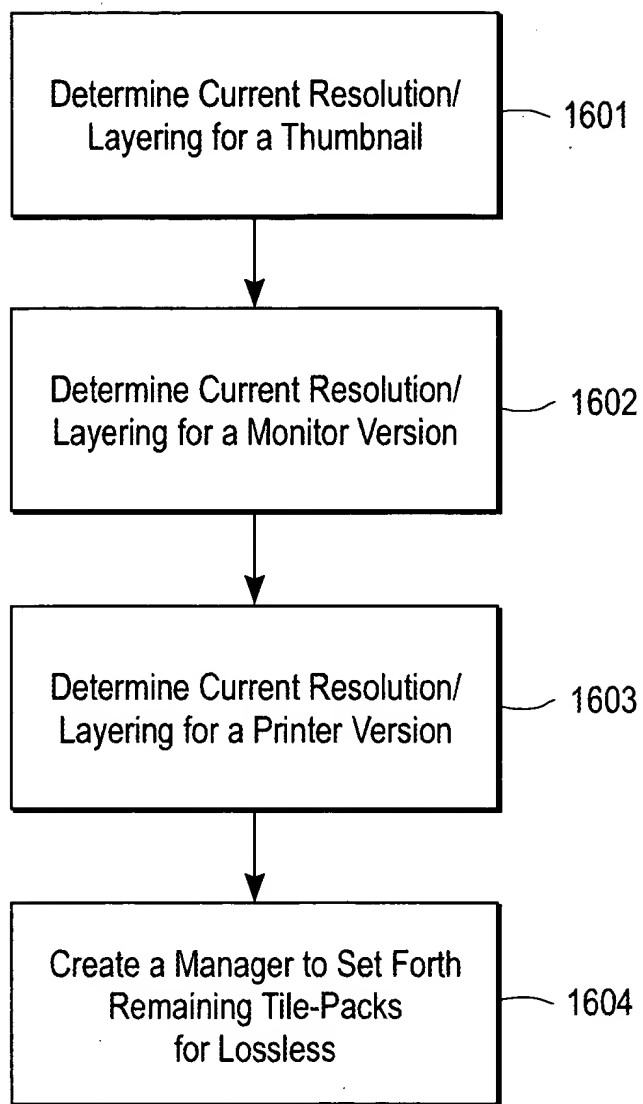 Determine Current Resolution/
Layering for a Thumbnail
1601
Determine Current Resolution/
Layering for a Monitor Version
1602
Determine Current Resolution/
Layering for a Printer Version
1603
Create a Manager to Set Forth
Remaining Tile-Packs
for Lossless
1604